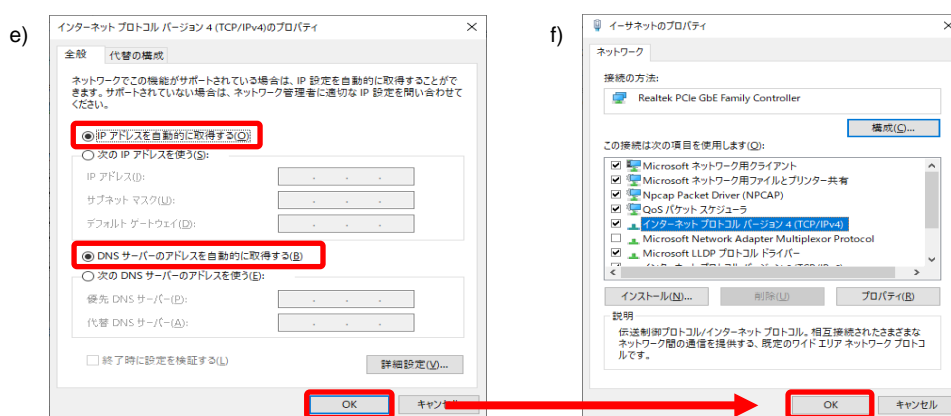 e)
インターネット プロトコル バージョン 4 (TCP/IPv4)のプロパティ
全般 代替の構成
ネットワークでこの機能がサポートされている場合は、IP 設定を自動的に取得することがで
きます。サポートされていない場合は、ネットワーク管理者に適切な IP 設定を問い合わせて
ください。
IP アドレスを自動的に取得する(O)
次の IP アドレスを使う(S):
IP アドレス(I):
サブネット マスク(U):
デフォルト ゲートウェイ(D):
DNS サーバーのアドレスを自動的に取得する(B)
次の DNS サーバーのアドレスを使う(E):
優先 DNS サーバー(P):
代替 DNS サーバー(A):
終了時に設定を検証する(L)
詳細設定(V)...
OK キャンセル
f)
イーサネットのプロパティ
ネットワーク
接続の方法:
Realtek PCIe GbE Family Controller
構成(C)...
この接続は次の項目を使用します(O):
Microsoft ネットワーク用クライアント
Microsoft ネットワーク用ファイルとプリンター共有
Npcap Packet Driver (NPCAP)
QoS パケット スケジューラ
インターネット プロトコル バージョン 4 (TCP/IPv4)
Microsoft Network Adapter Multiplexor Protocol
Microsoft LLDP プロトコル ドライバー
インストール(N)... 削除(U) プロパティ(R)
説明
伝送制御プロトコル/インターネット プロトコル。相互接続されたさまざまな
ネットワーク間の通信を提供する、既定のワイド エリア ネットワーク プロトコ
ルです。
OK キャンセル